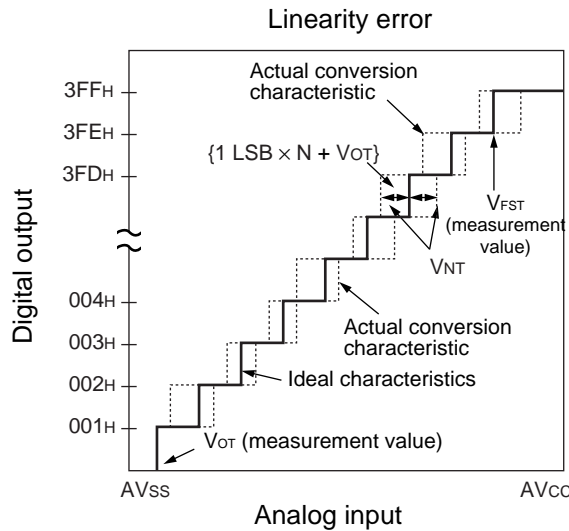 Linearity error
Actual conversion
characteristic
3FFH
3FEH
{1 LSB × N + VOT}
3FDH
VFST
(measurement
value)
VNT
Digital output
004H
Actual conversion
characteristic
003H
Ideal characteristics
002H
001H
VOT (measurement value)
AVSS
AVCC
Analog input